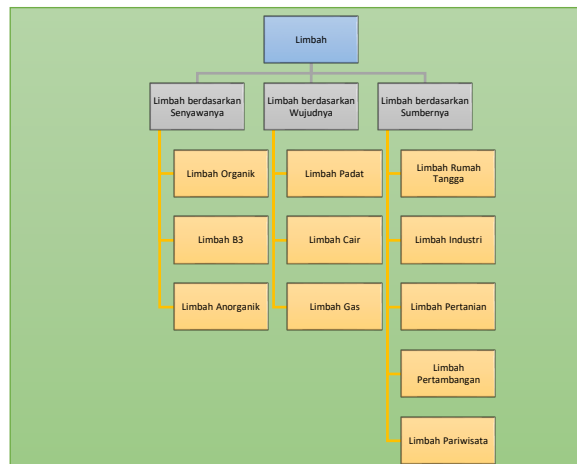 Limbah
Limbah berdasarkan
Senyawanya
Limbah berdasarkan
Wujudnya
Limbah berdasarkan
Sumbernya
Limbah Organik
Limbah B3
Limbah Anorganik
Limbah Padat
Limbah Cair
Limbah Gas
Limbah Rumah
Tangga
Limbah Industri
Limbah Pertanian
Limbah
Pertambangan
Limbah Pariwisata